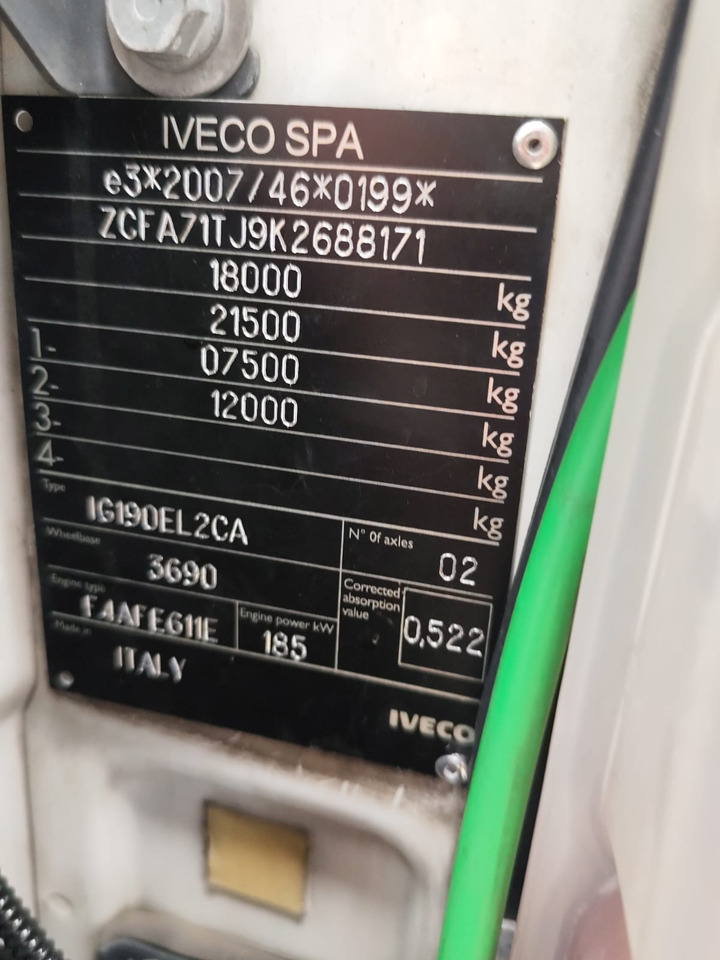 IVECO SPA
e3*2007/46*0199*
ZCFA71TJ9K2688171
18000 kg
21500 kg
1- 07500 kg
2- 12000 kg
3- kg
4- kg
Type
IG190EL2CA
N° Of axles 02
Wheelbase
3690
Corrected absorption value 0,522
Engine type
F4AFE611E
Engine power kW
185
Made in
ITALY
IVECO